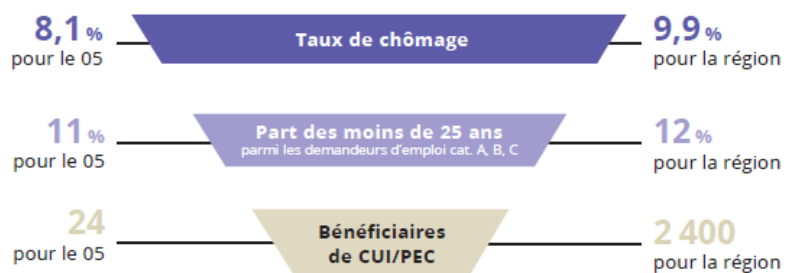 8,1 %
pour le 05
Taux de chômage
9,9 %
pour la région
11 %
pour le 05
Part des moins de 25 ans
parmi les demandeurs d'emploi cat. A, B, C
12 %
pour la région
24
pour le 05
Bénéficiaires
de CUI/PEC
2 400
pour la région